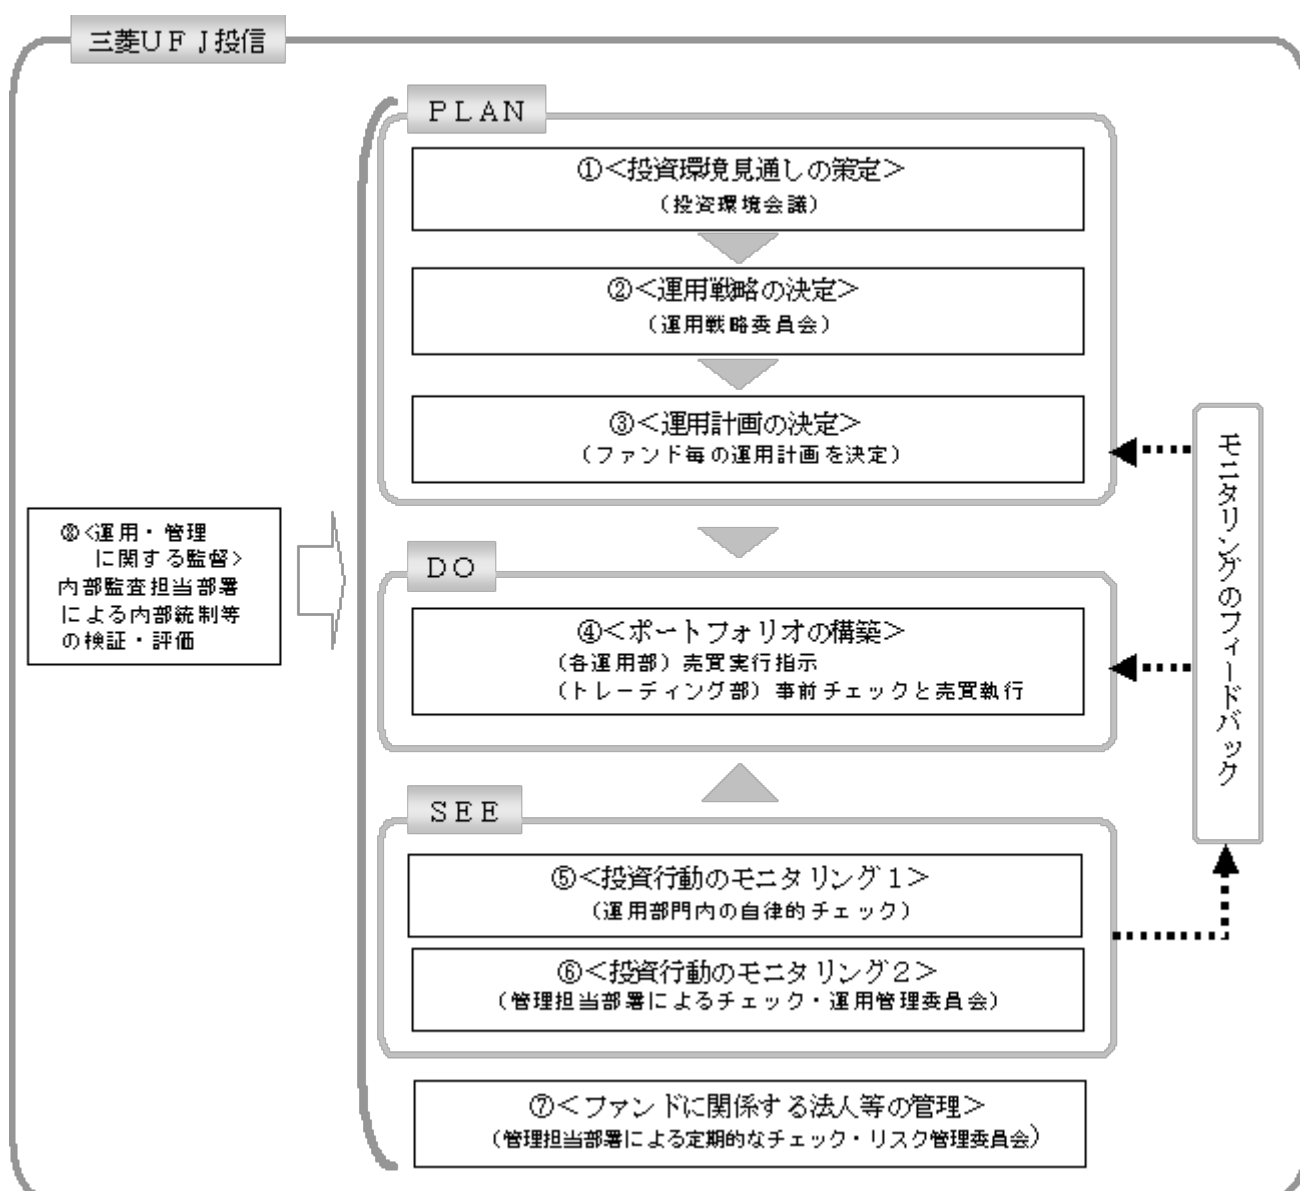 三菱ＵＦＪ投信
ＰＬＡＮ
①＜投資環境見通しの策定＞
（投資環境会議）
②＜運用戦略の決定＞
（運用戦略委員会）
③＜運用計画の決定＞
（ファンド毎の運用計画を決定）
⑧＜運用・管理
に関する監督＞
内部監査担当部署
による内部統制等
の検証・評価
ＤＯ
④＜ポートフォリオの構築＞
（各運用部）売買実行指示
（トレーディング部）事前チェックと売買執行
モニタリングのフィードバック
ＳＥＥ
⑤＜投資行動のモニタリング１＞
（運用部門内の自律的チェック）
⑥＜投資行動のモニタリング２＞
（管理担当部署によるチェック・運用管理委員会）
⑦＜ファンドに関係する法人等の管理＞
（管理担当部署による定期的なチェック・リスク管理委員会）